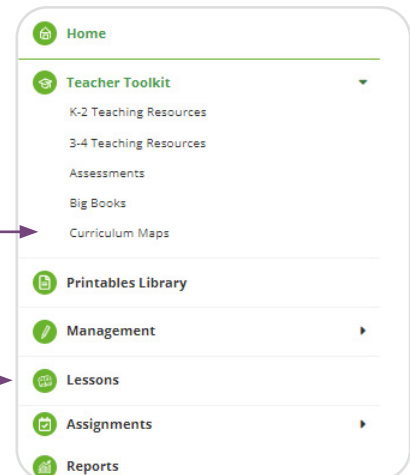 Home
Teacher Toolkit
K-2 Teaching Resources
3-4 Teaching Resources
Assessments
Big Books
Curriculum Maps
Printables Library
Management
Lessons
Assignments
Reports